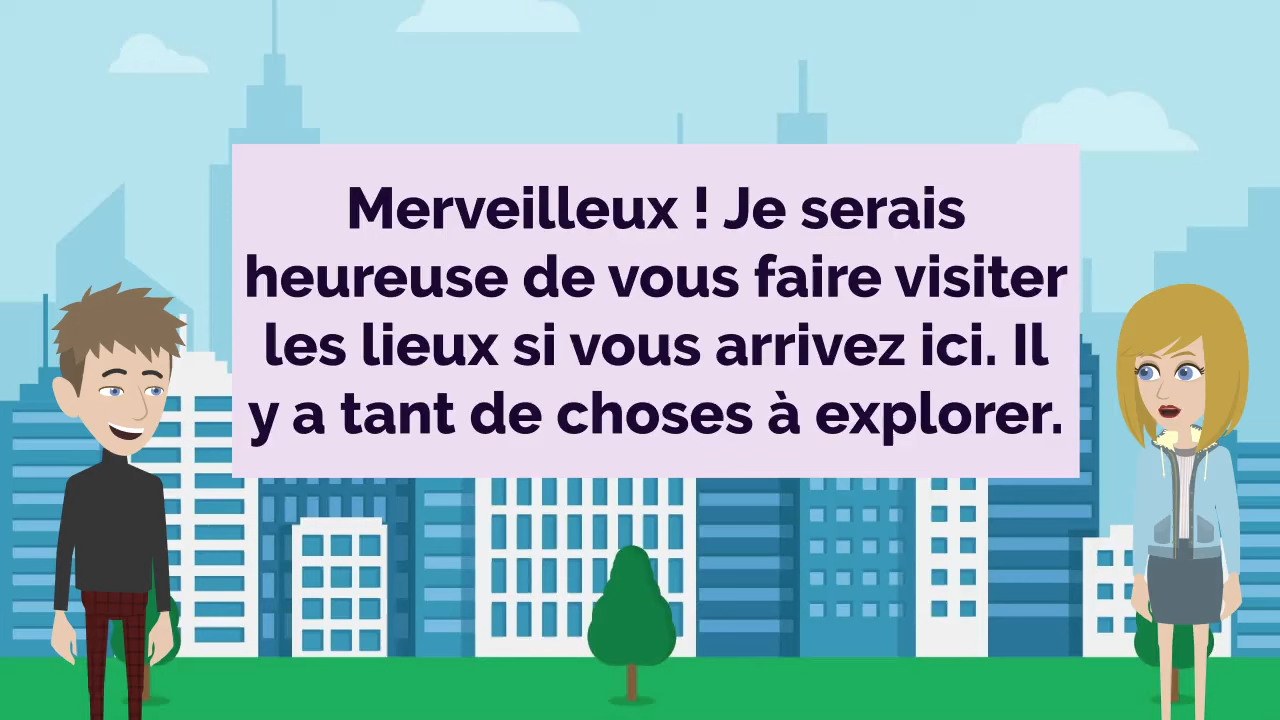 Merveilleux ! Je serais
heureuse de vous faire visiter
les lieux si vous arrivez ici. Il
y a tant de choses à explorer.